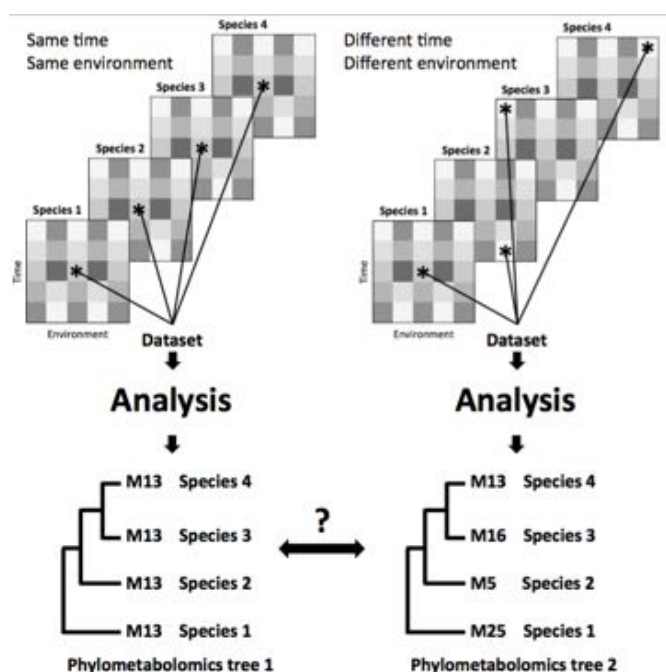 Same time
Same environment
Species 4
Species 3
Species 2
Species 1
Time
Environment
Dataset
Analysis
M13 Species 4
M13 Species 3
M13 Species 2
M13 Species 1
Phylometabolomics tree 1
?
Different time
Different environment
Species 4
Species 3
Species 2
Species 1
Time
Environment
Dataset
Analysis
M13 Species 4
M16 Species 3
M5 Species 2
M25 Species 1
Phylometabolomics tree 2